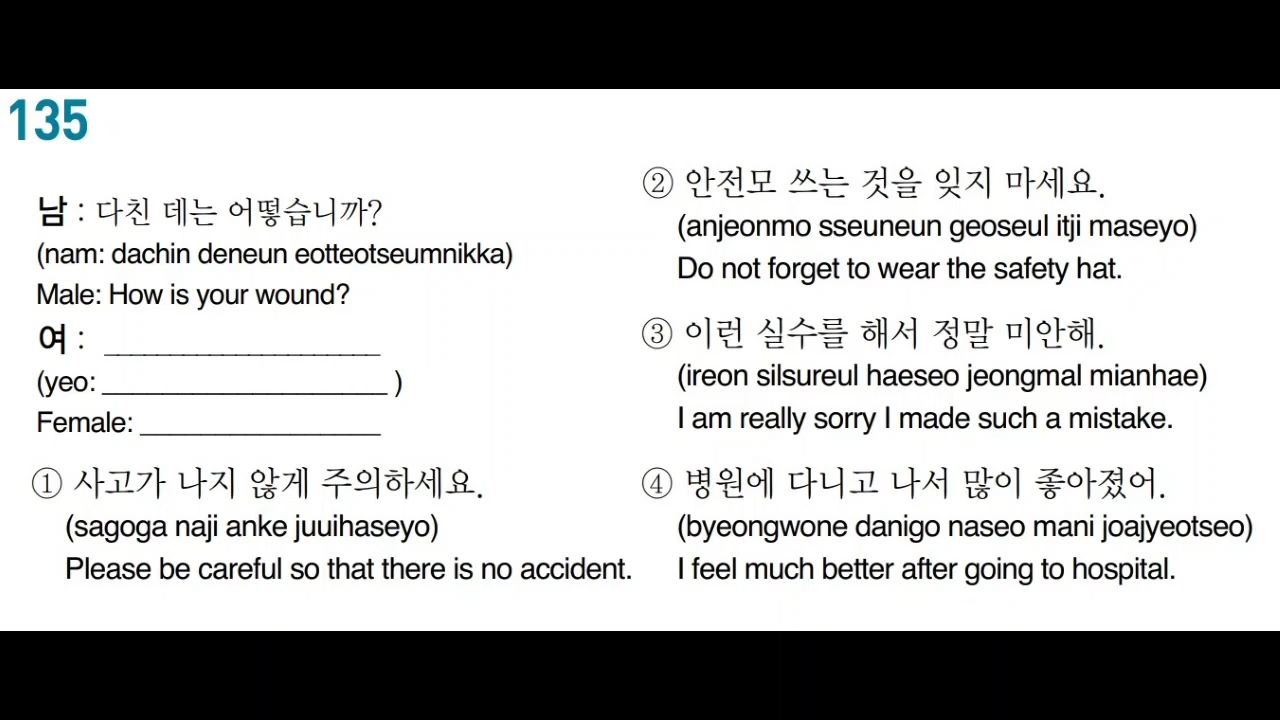 135
남 : 다친 데는 어떻습니까?
(nam: dachin deneun eotteotseumnikka)
Male: How is your wound?
여 : ____________________
(yeo: ____________________ )
Female: _________________
① 사고가 나지 않게 주의하세요.
(sagoga naji anke juuihaseyo)
Please be careful so that there is no accident.
② 안전모 쓰는 것을 잊지 마세요.
(anjeonmo sseuneun geoseul itji maseyo)
Do not forget to wear the safety hat.
③ 이런 실수를 해서 정말 미안해.
(ireon silsureul haeseo jeongmal mianhae)
I am really sorry I made such a mistake.
④ 병원에 다니고 나서 많이 좋아졌어.
(byeongwone danigo naseo mani joajyeotseo)
I feel much better after going to hospital.